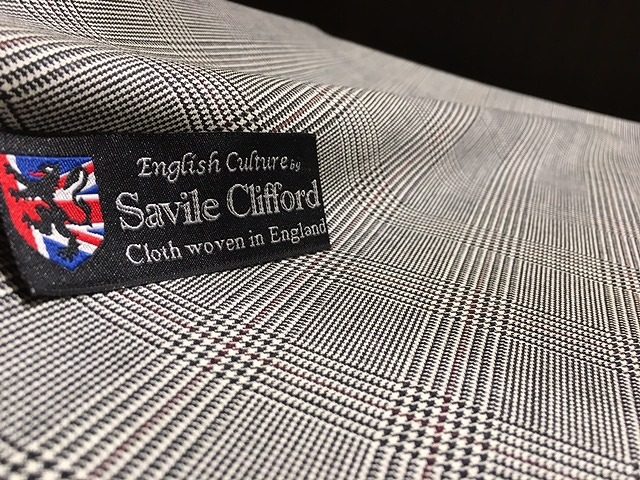 English Culture by
Savile Clifford
Cloth woven in England